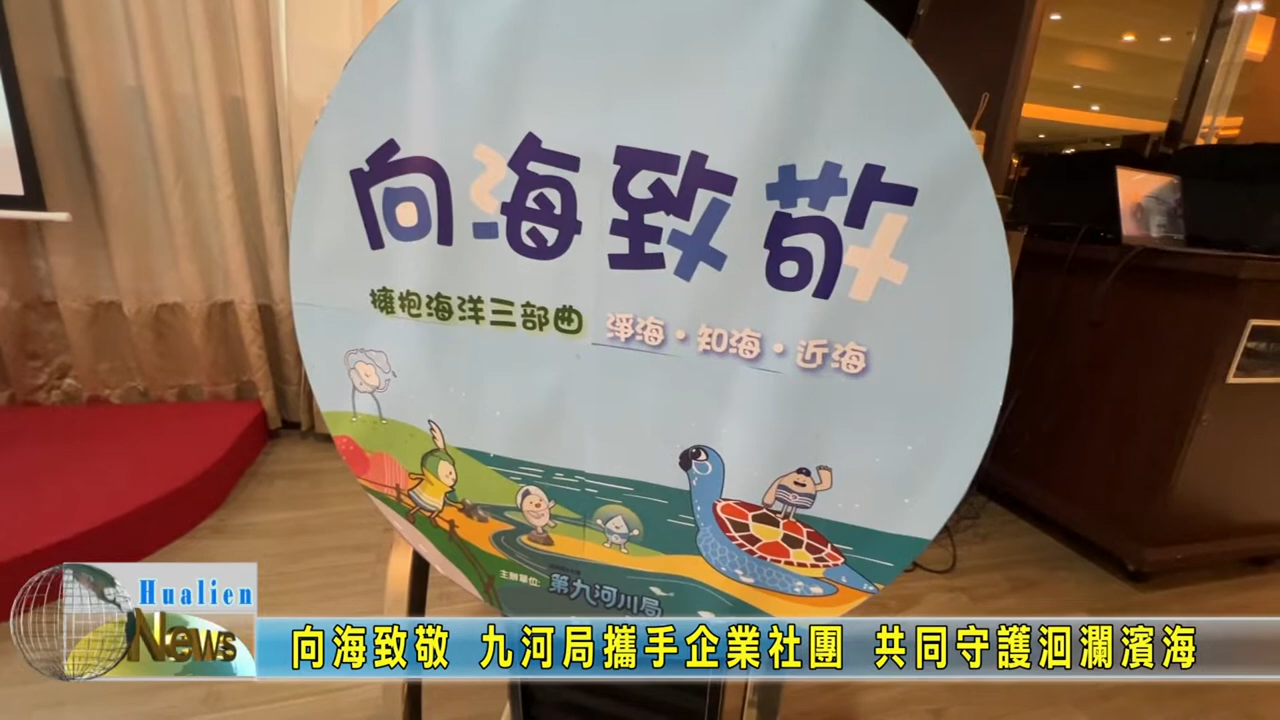 向海致敬
擁抱海洋三部曲 淨海・知海・近海
主辦單位: 第九河川局
Hualien
News
向海致敬 九河局攜手企業社團 共同守護洄瀾濱海